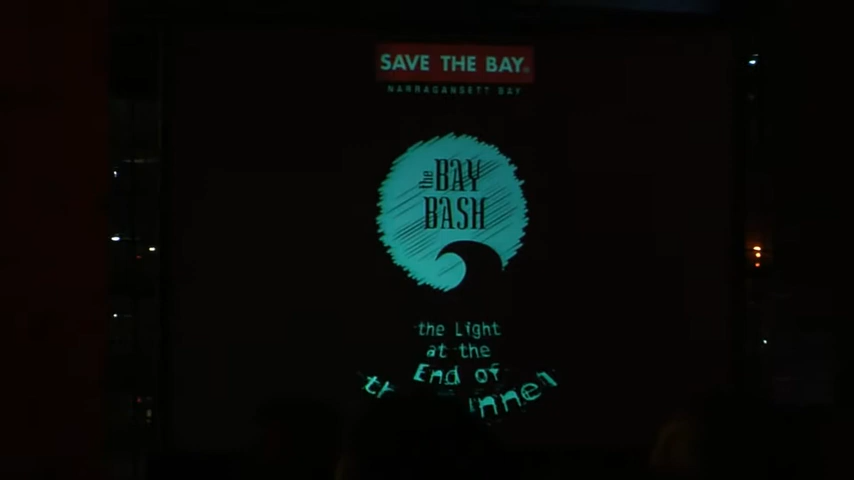 SAVE THE BAY®
NARRAGANSETT BAY
the BAY
BASH
the Light
at the
End of